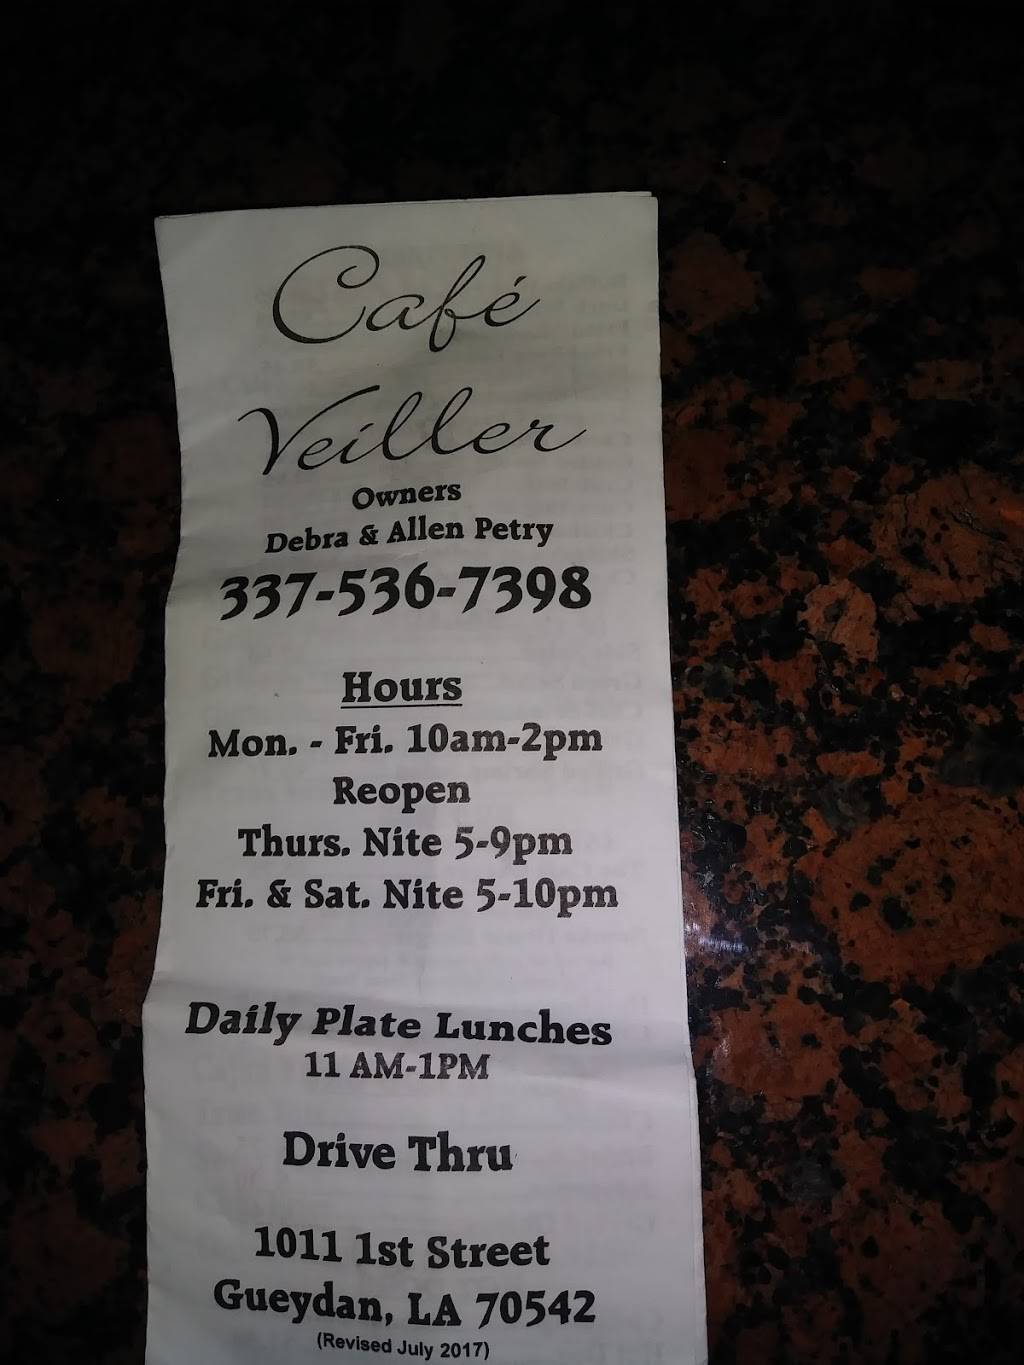 Café
Veiller
Owners
Debra & Allen Petry
337-536-7398
Hours
Mon. - Fri. 10am-2pm
Reopen
Thurs. Nite 5-9pm
Fri. & Sat. Nite 5-10pm
Daily Plate Lunches
11 AM-1PM
Drive Thru
1011 1st Street
Gueydan, LA 70542
(Revised July 2017)